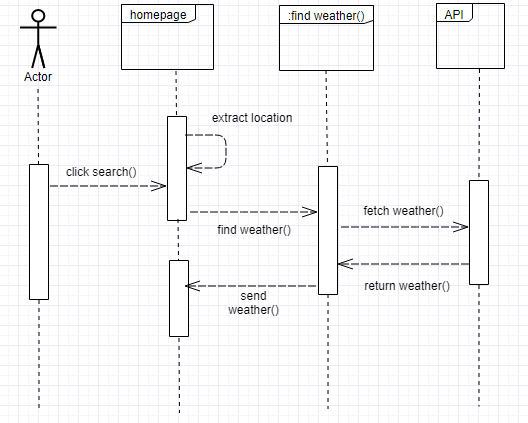 homepage
:find weather()
API
Actor
extract location
click search()
fetch weather()
find weather()
return weather()
send
weather()